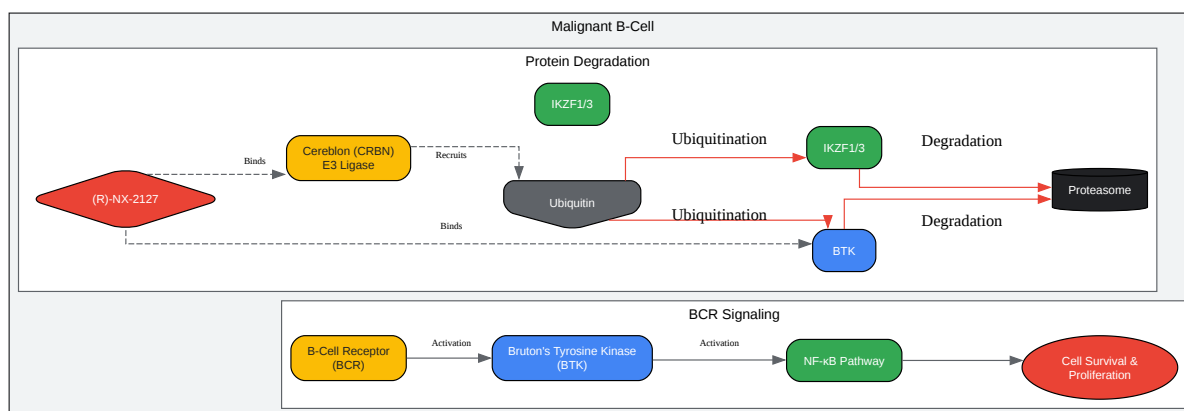 Malignant B-Cell
Protein Degradation
IKZF1/3
Ubiquitination
IKZF1/3
Degradation
Cereblon (CRBN)
E3 Ligase
Recruits
Binds
Proteasome
(R)-NX-2127
Ubiquitin
Ubiquitination
Degradation
Binds
BTK
BCR Signaling
B-Cell Receptor
(BCR)
Activation
Bruton's Tyrosine Kinase
(BTK)
Activation
NF-κB Pathway
Cell Survival &
Proliferation